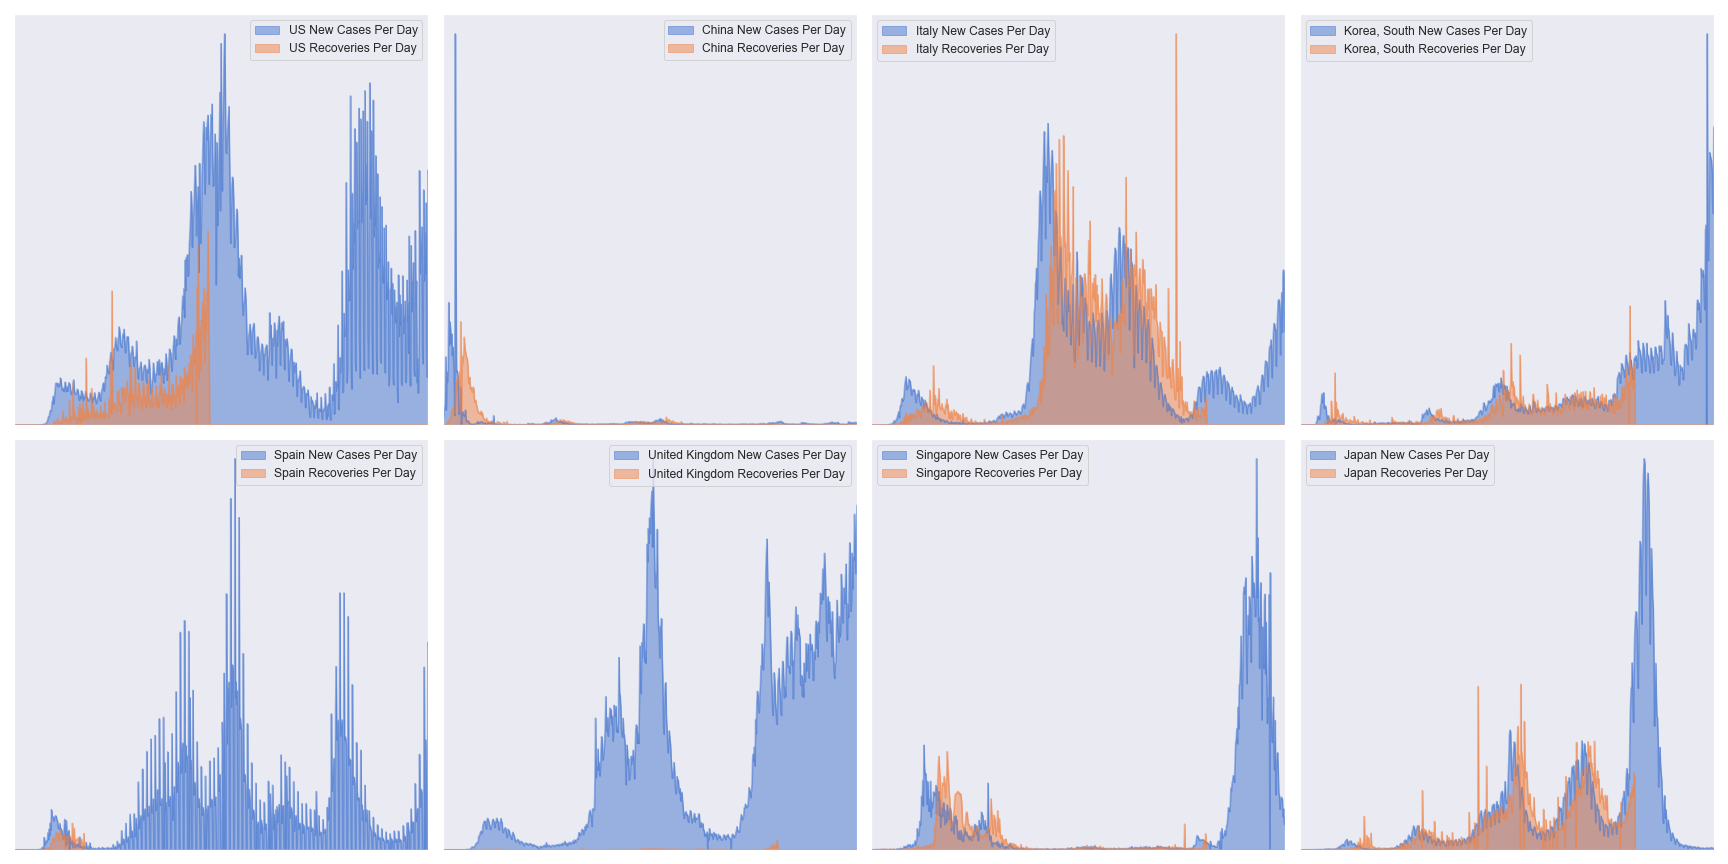 US New Cases Per Day
US Recoveries Per Day
China New Cases Per Day
China Recoveries Per Day
Italy New Cases Per Day
Italy Recoveries Per Day
Korea, South New Cases Per Day
Korea, South Recoveries Per Day
Spain New Cases Per Day
Spain Recoveries Per Day
United Kingdom New Cases Per Day
United Kingdom Recoveries Per Day
Singapore New Cases Per Day
Singapore Recoveries Per Day
Japan New Cases Per Day
Japan Recoveries Per Day